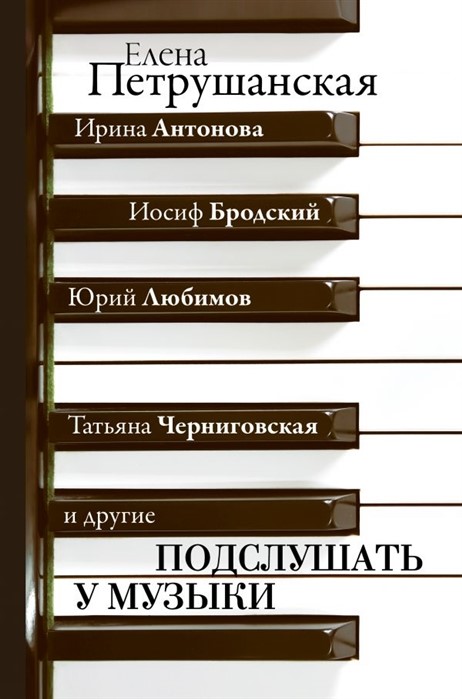 Елена
Петрушанская
Ирина Антонова
Иосиф Бродский
Юрий Любимов
Татьяна Черниговская
и другие
ПОДСЛУШАТЬ
У МУЗЫКИ